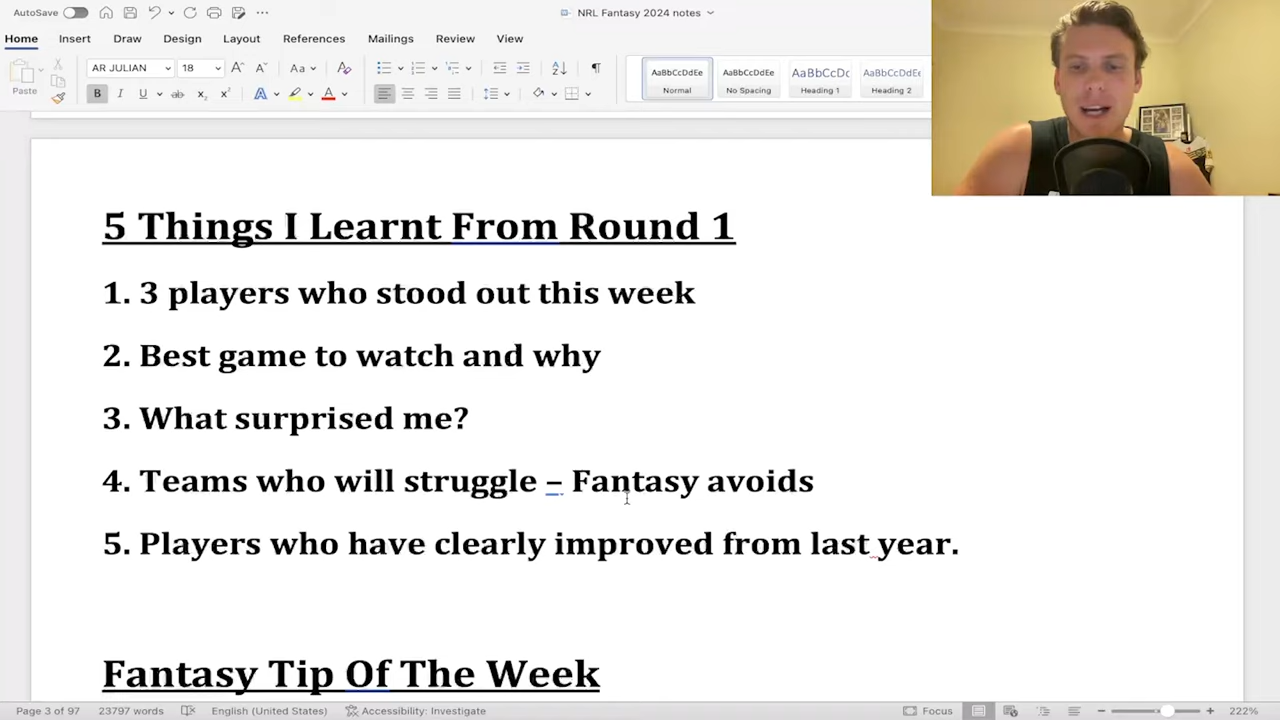 AutoSave
NRL Fantasy 2024 notes
Home Insert Draw Design Layout References Mailings Review View
Paste
AR JULIAN 18
AaBbCcDdEe AaBbCcDdEe AaBbCcDc AaBbCcDdEe
Normal No Spacing Heading 1 Heading 2
5 Things I Learnt From Round 1
1. 3 players who stood out this week
2. Best game to watch and why
3. What surprised me?
4. Teams who will struggle – Fantasy avoids
5. Players who have clearly improved from last year.
Fantasy Tip Of The Week
Page 3 of 97 23797 words English (United States) Accessibility: Investigate Focus 222%